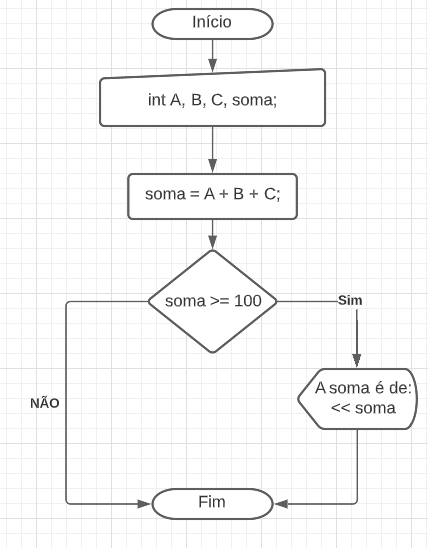 Início
int A, B, C, soma;
soma = A + B + C;
soma >= 100
Sim
A soma é de:
<< soma
NÃO
Fim